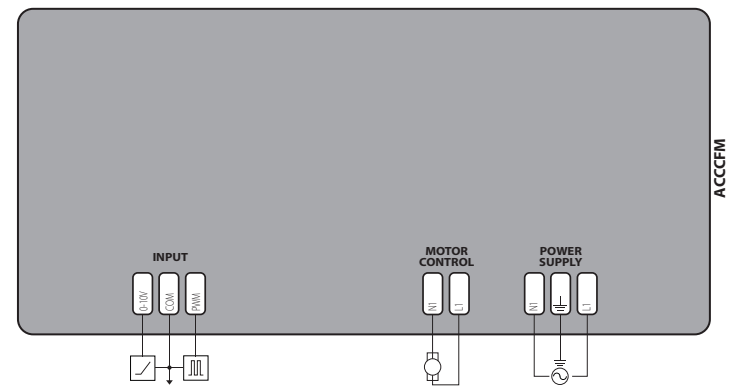 ACCCFM
INPUT
MOTOR
CONTROL
POWER
SUPPLY
0-10V
COM
PWM
N1
L1
N1
L1